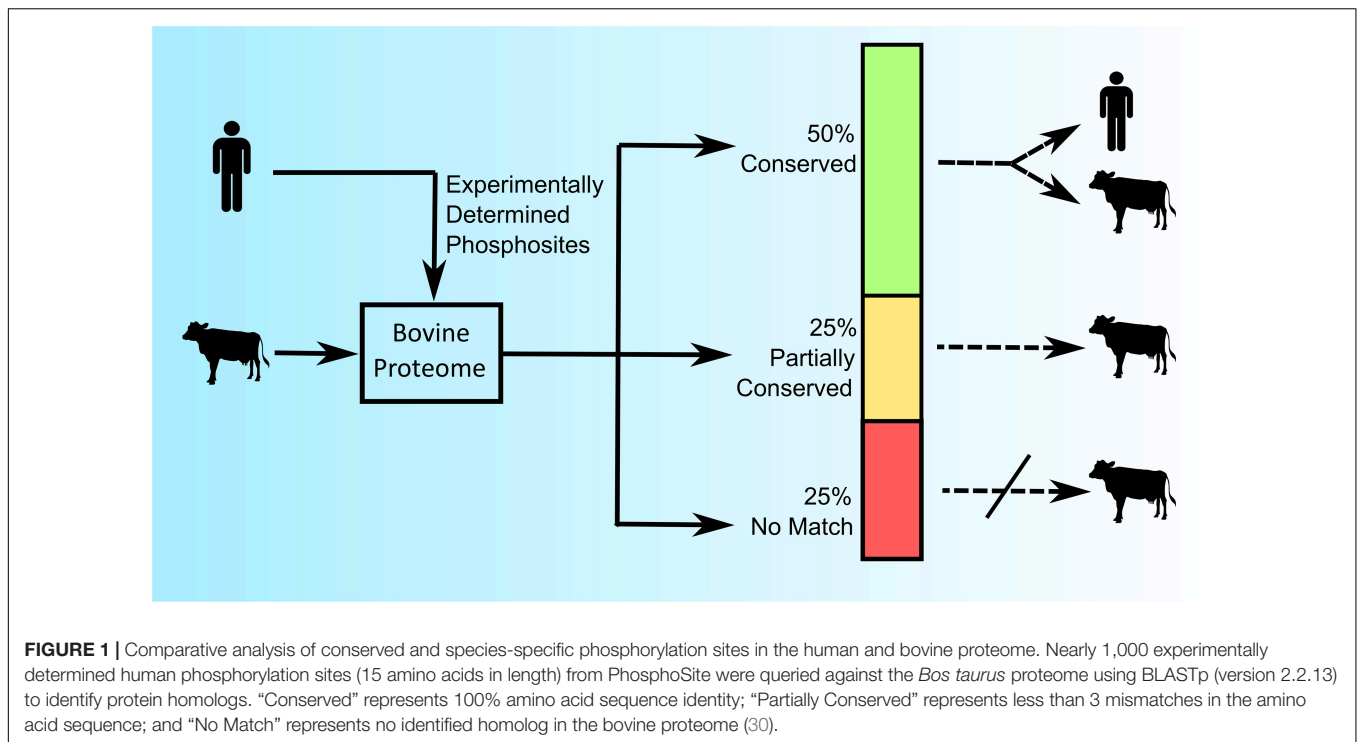 Experimentally
Determined
Phosphosites
Bovine
Proteome
50%
Conserved
25%
Partially
Conserved
25%
No Match
FIGURE 1 | Comparative analysis of conserved and species-specific phosphorylation sites in the human and bovine proteome. Nearly 1,000 experimentally
determined human phosphorylation sites (15 amino acids in length) from PhosphoSite were queried against the Bos taurus proteome using BLASTp (version 2.2.13)
to identify protein homologs. “Conserved” represents 100% amino acid sequence identity; “Partially Conserved” represents less than 3 mismatches in the amino
acid sequence; and “No Match” represents no identified homolog in the bovine proteome (30).